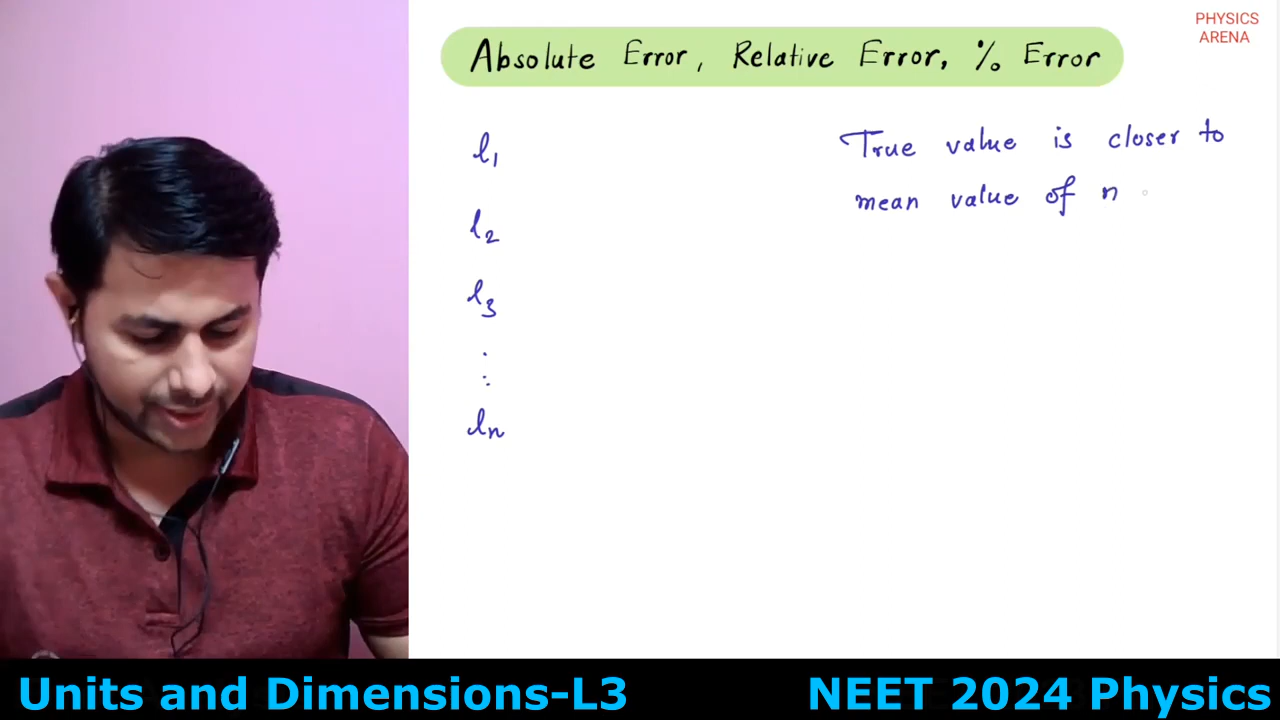 PHYSICS
ARENA
Absolute Error, Relative Error, % Error
l1
l2
l3
ln
True value is closer to
mean value of n
Units and Dimensions-L3
NEET 2024 Physics